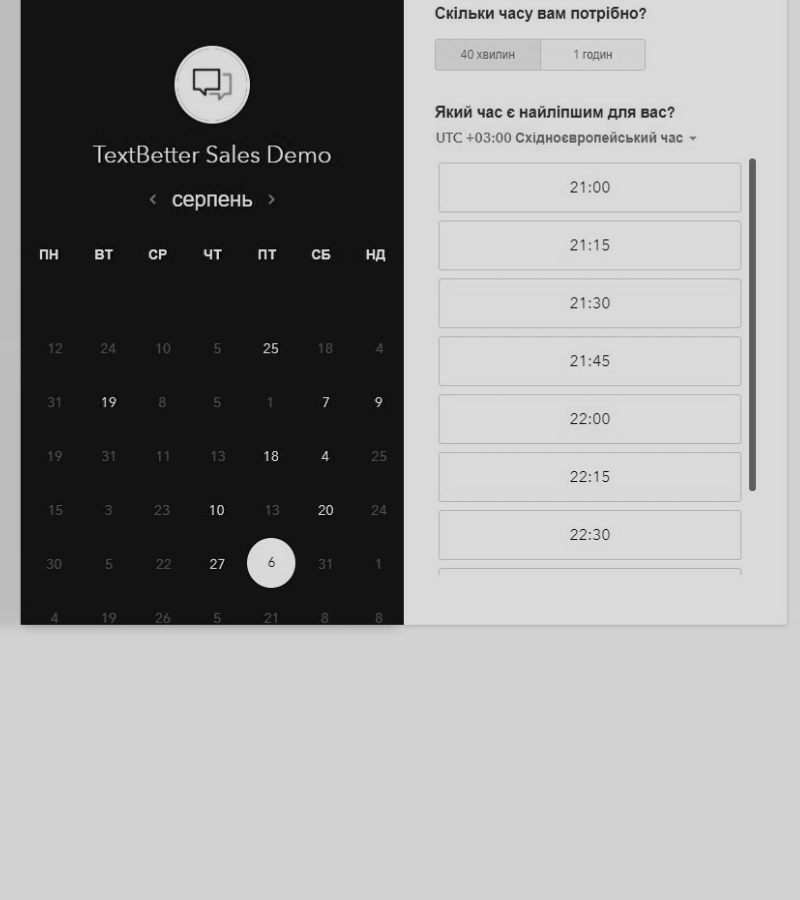 TextBetter Sales Demo
серпень
ПН ВТ СР ЧТ ПТ СБ НД
12 24 10 5 25 18 4
31 19 8 5 1 7 9
19 31 11 13 18 4 25
15 3 23 10 13 20 24
30 5 22 27 6 31 1
4 19 26 5 21 8 8
Скільки часу вам потрібно?
40 хвилин 1 годин
Який час є найліпшим для вас?
UTC +03:00 Східноєвропейський час
21:00
21:15
21:30
21:45
22:00
22:15
22:30